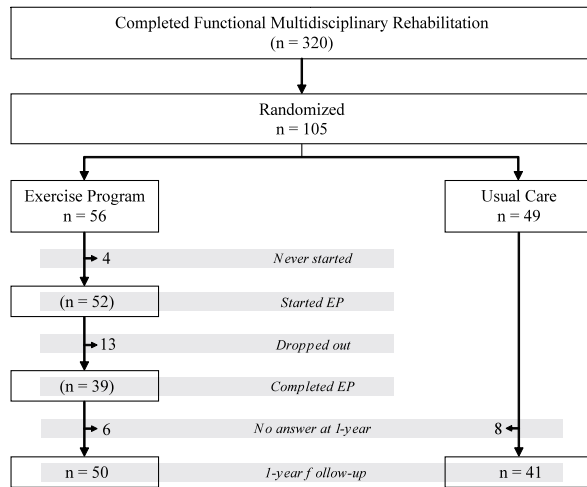 Completed Functional Multidisciplinary Rehabilitation
(n = 320)
Randomized
n = 105
Exercise Program
n = 56
Usual Care
n = 49
4 Never started
(n = 52) Started EP
13 Dropped out
(n = 39) Completed EP
6 No answer at 1-year 8
n = 50 1-year f ollow-up n = 41